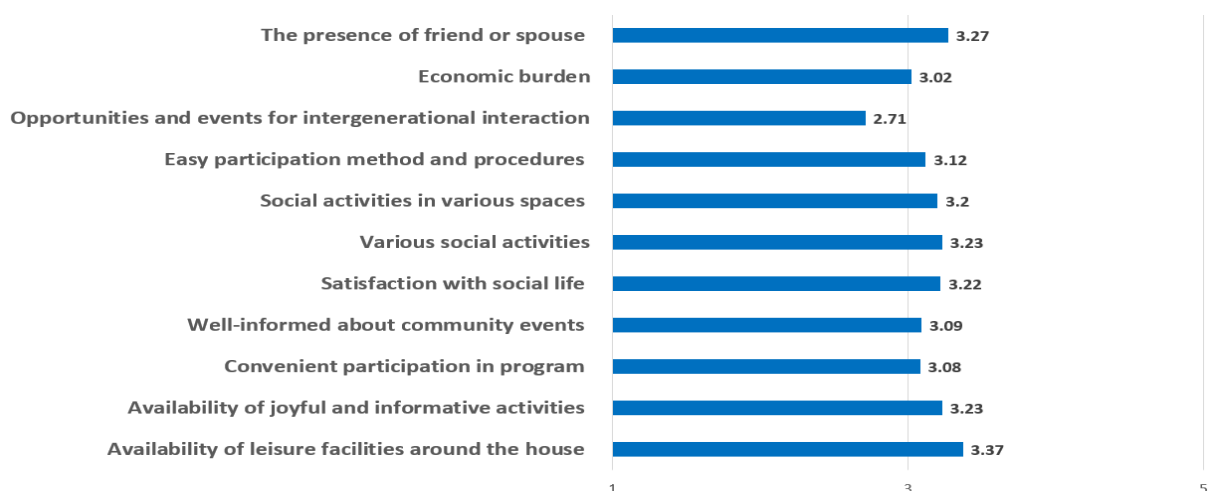 The presence of friend or spouse 3.27
Economic burden 3.02
Opportunities and events for intergenerational interaction 2.71
Easy participation method and procedures 3.12
Social activities in various spaces 3.2
Various social activities 3.23
Satisfaction with social life 3.22
Well-informed about community events 3.09
Convenient participation in program 3.08
Availability of joyful and informative activities 3.23
Availability of leisure facilities around the house 3.37
1 3 5